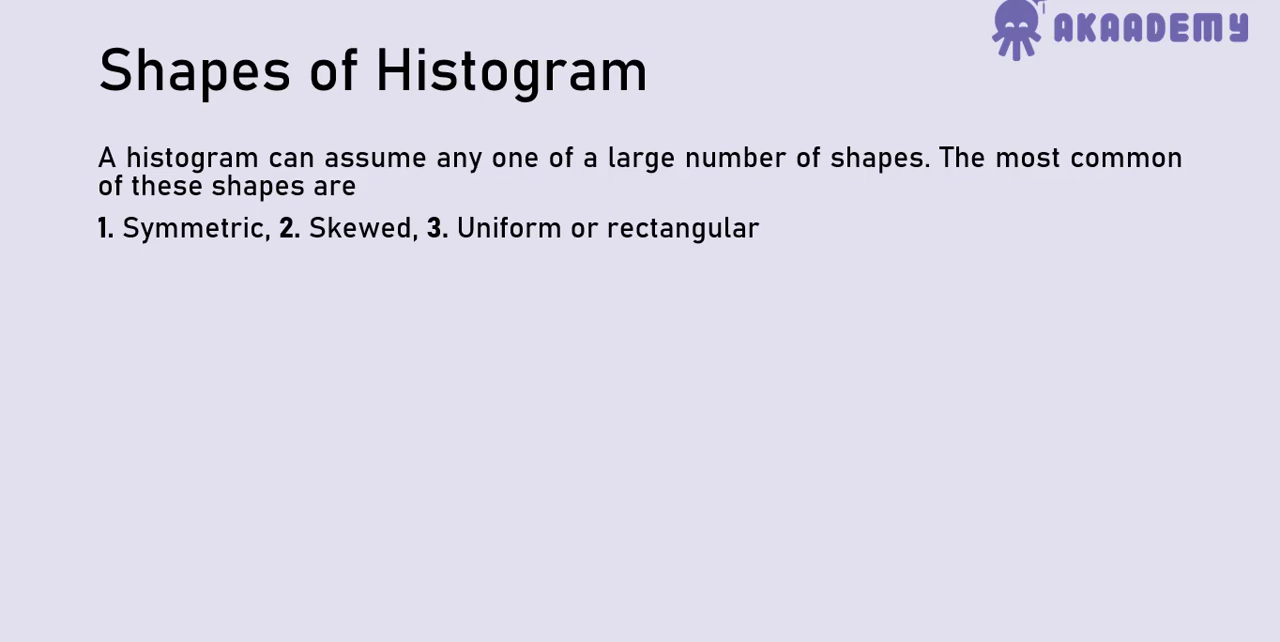 AKAADEMY
Shapes of Histogram
A histogram can assume any one of a large number of shapes. The most common
of these shapes are
1. Symmetric, 2. Skewed, 3. Uniform or rectangular